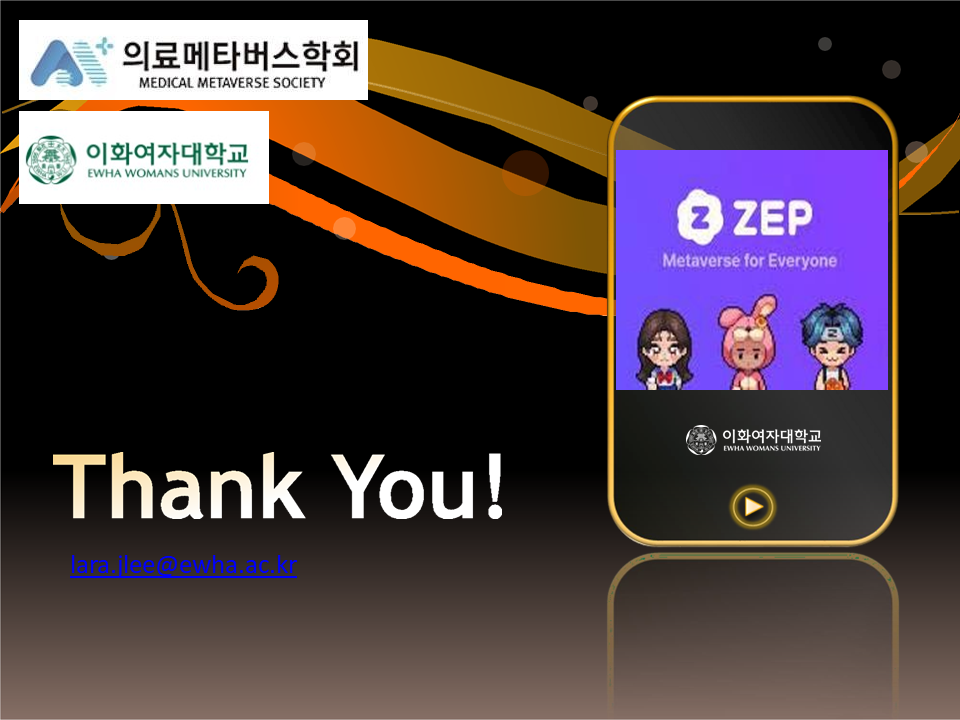 의료메타버스학회
MEDICAL METAVERSE SOCIETY
이화여자대학교
EWHA WOMANS UNIVERSITY
Z ZEP
Metaverse for Everyone
Z
이화여자대학교
EWHA WOMANS UNIVERSITY
Thank You!
lara.jlee@ewha.ac.kr